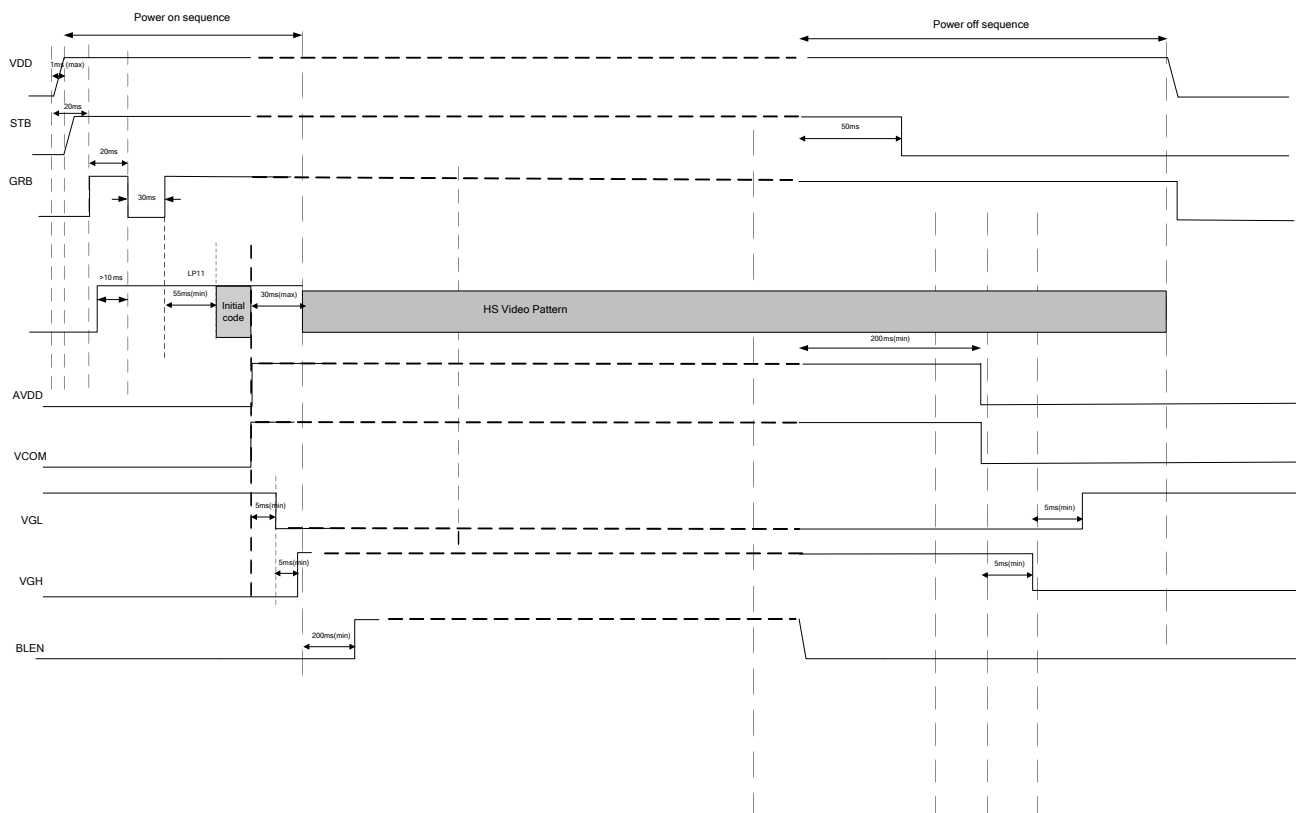 Power on sequence
Power off sequence
VDD
1ms (max)
20ms
STB
50ms
20ms
GRB
30ms
>10 ms
LP11
55ms(min)
Initial
code
30ms(max)
HS Video Pattern
200ms(min)
AVDD
VCOM
5ms(min)
VGL
5ms(min)
5ms(min)
VGH
5ms(min)
200ms(min)
BLEN